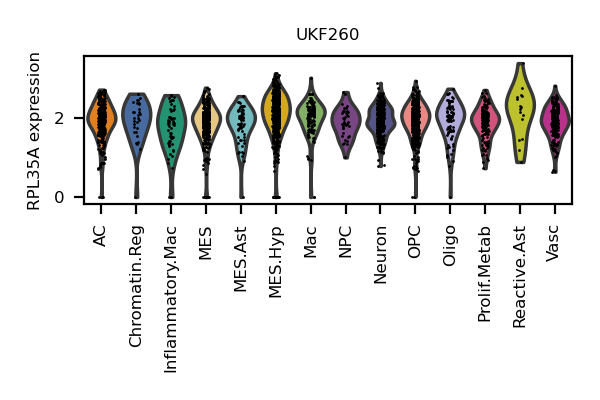 UKF260
RPL35A expression
2
0
AC
Chromatin.Reg
Inflammatory.Mac
MES
MES.Ast
MES.Hyp
Mac
NPC
Neuron
OPC
Oligo
Prolif.Metab
Reactive.Ast
Vasc